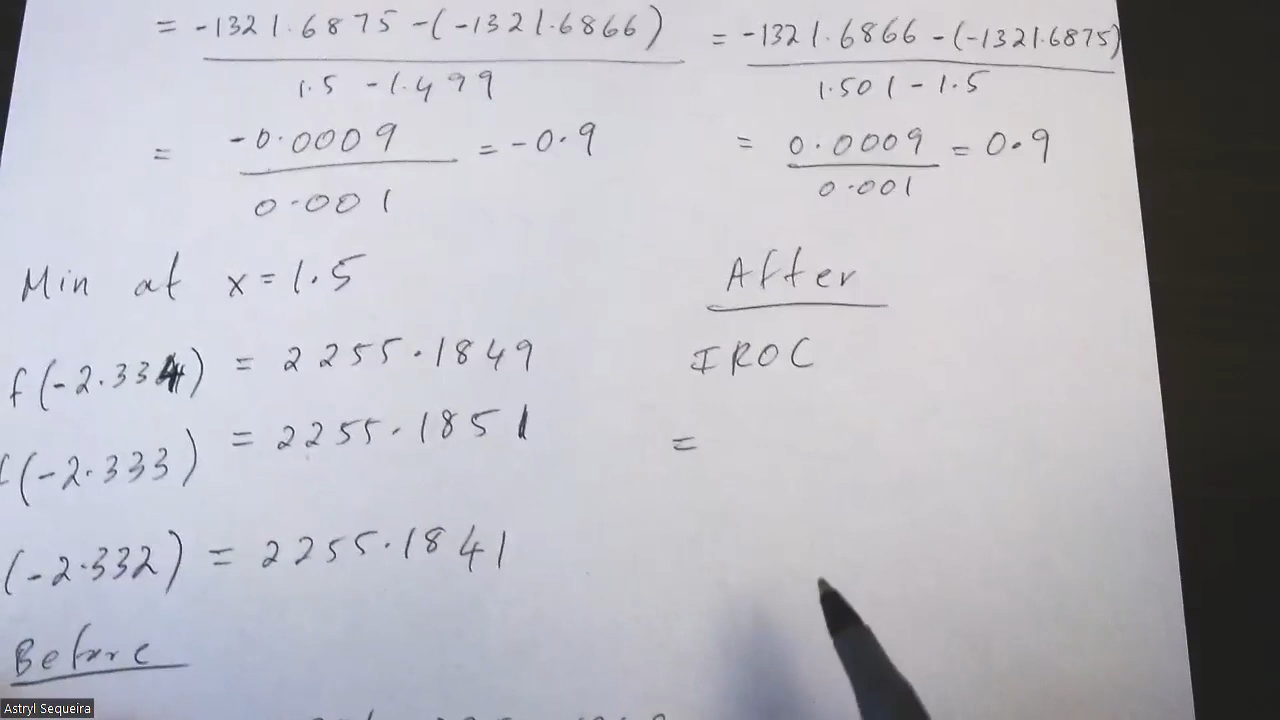 = -1321.6875 -(-1321.6866)
1.5 - 1.499
= -0.0009 = -0.9
0.001
= -1321.6866 - (-1321.6875)
1.501 - 1.5
= 0.0009 = 0.9
0.001
Min at x = 1.5
f(-2.334) = 2255.1849
f(-2.333) = 2255.1851
(-2.332) = 2255.1841
Before
After
IROC
=
Astryl Sequeira